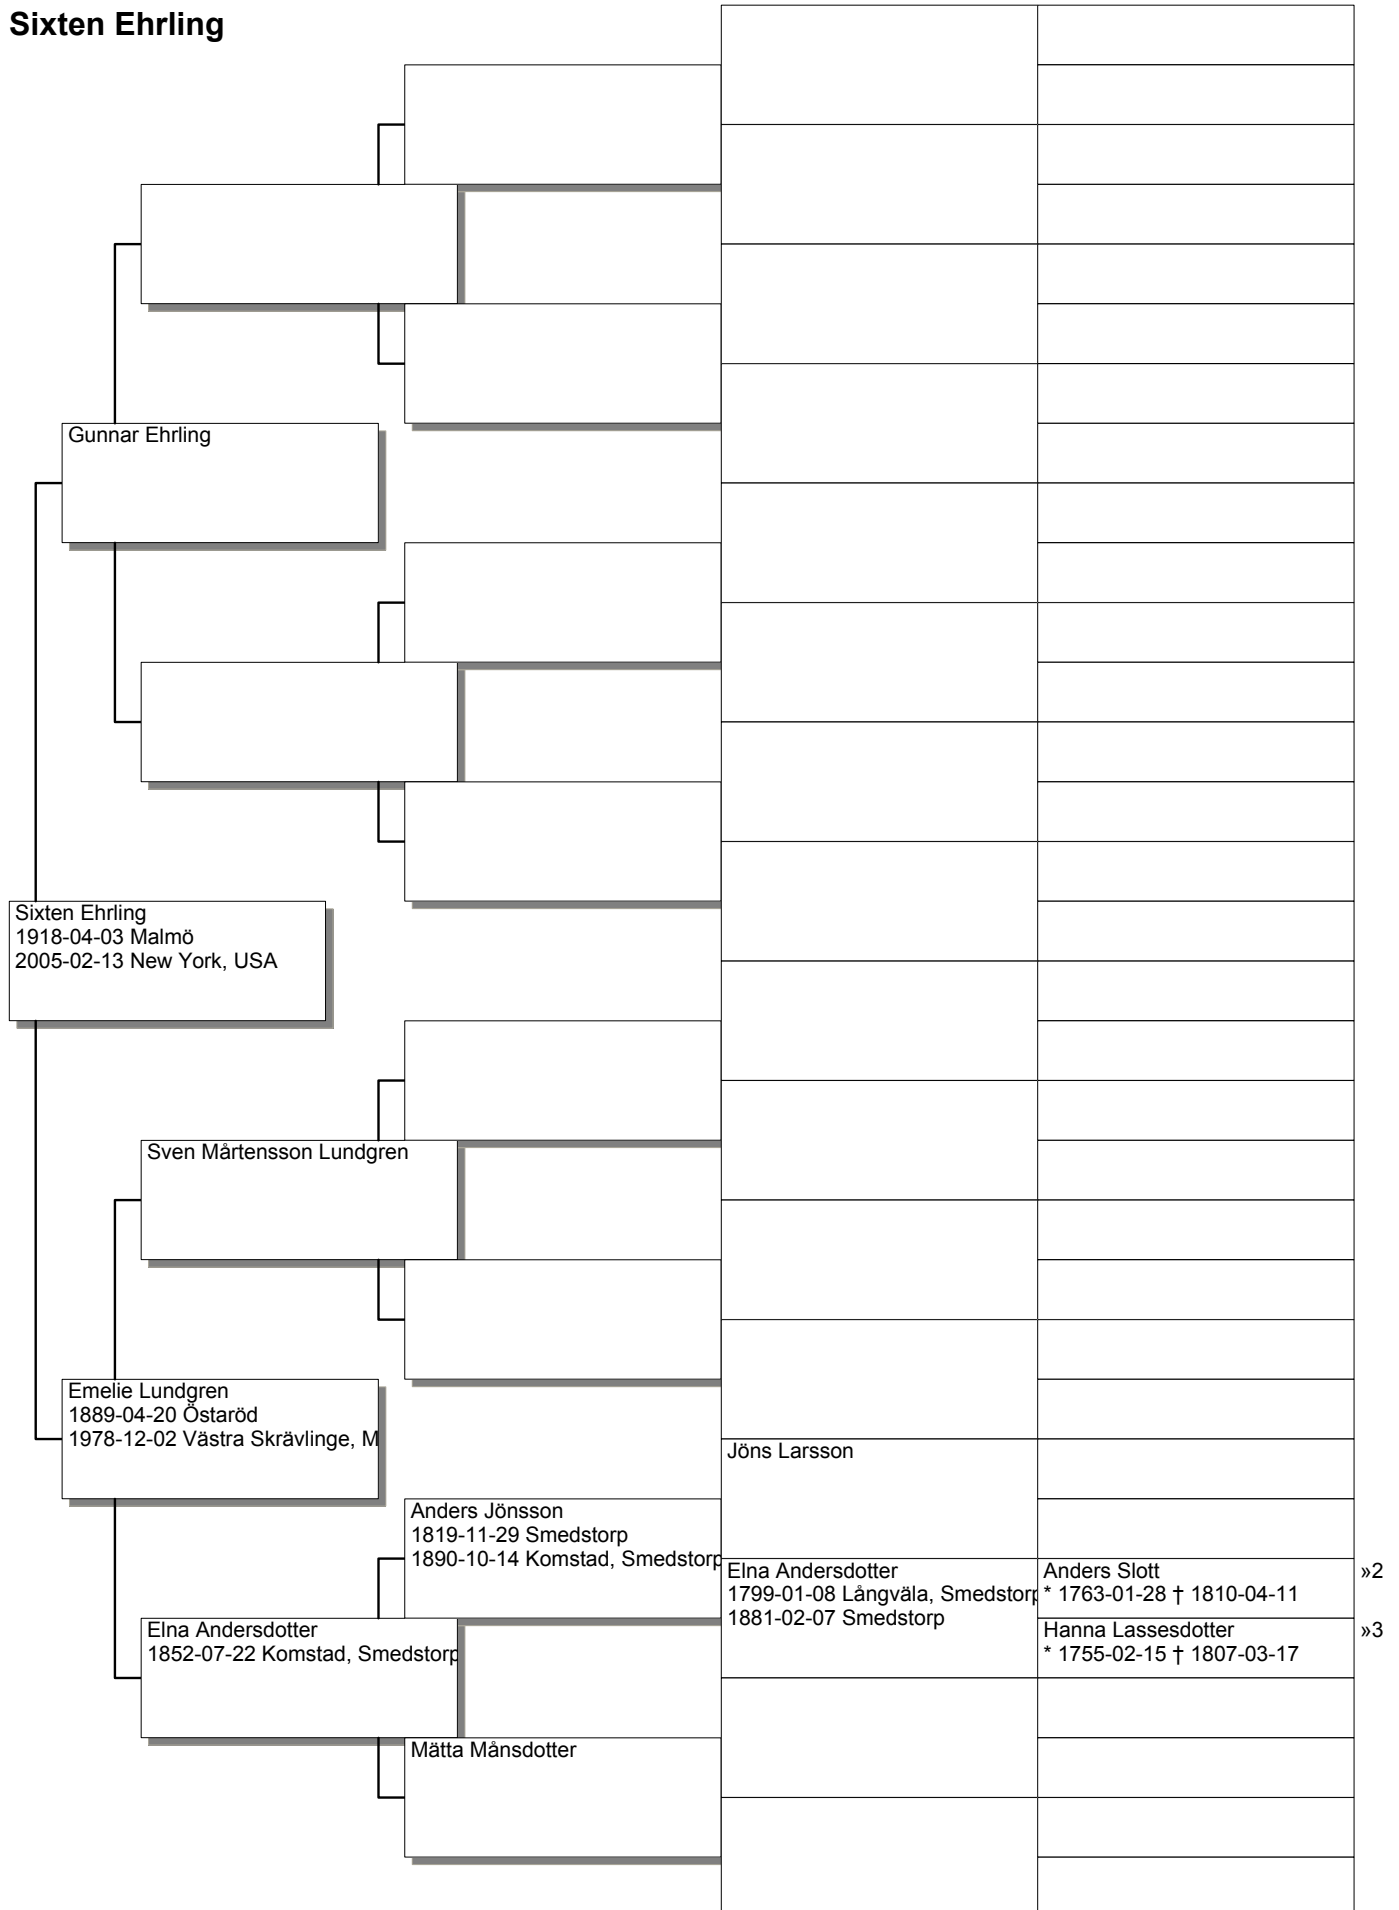 Sixten Ehrling
Gunnar Ehrling
Sixten Ehrling
1918-04-03 Malmö
2005-02-13 New York, USA
Sven Mårtensson Lundgren
Emelie Lundgren
1889-04-20 Östaröd
1978-12-02 Västra Skrävlinge, M
Jöns Larsson
Anders Jönsson
1819-11-29 Smedstorp
1890-10-14 Komstad, Smedstorp
Elna Andersdotter
1799-01-08 Långväla, Smedstorp
1881-02-07 Smedstorp
Anders Slott
* 1763-01-28 † 1810-04-11
»2
Elna Andersdotter
1852-07-22 Komstad, Smedstorp
Hanna Lassesdotter
* 1755-02-15 † 1807-03-17
»3
Mätta Månsdotter